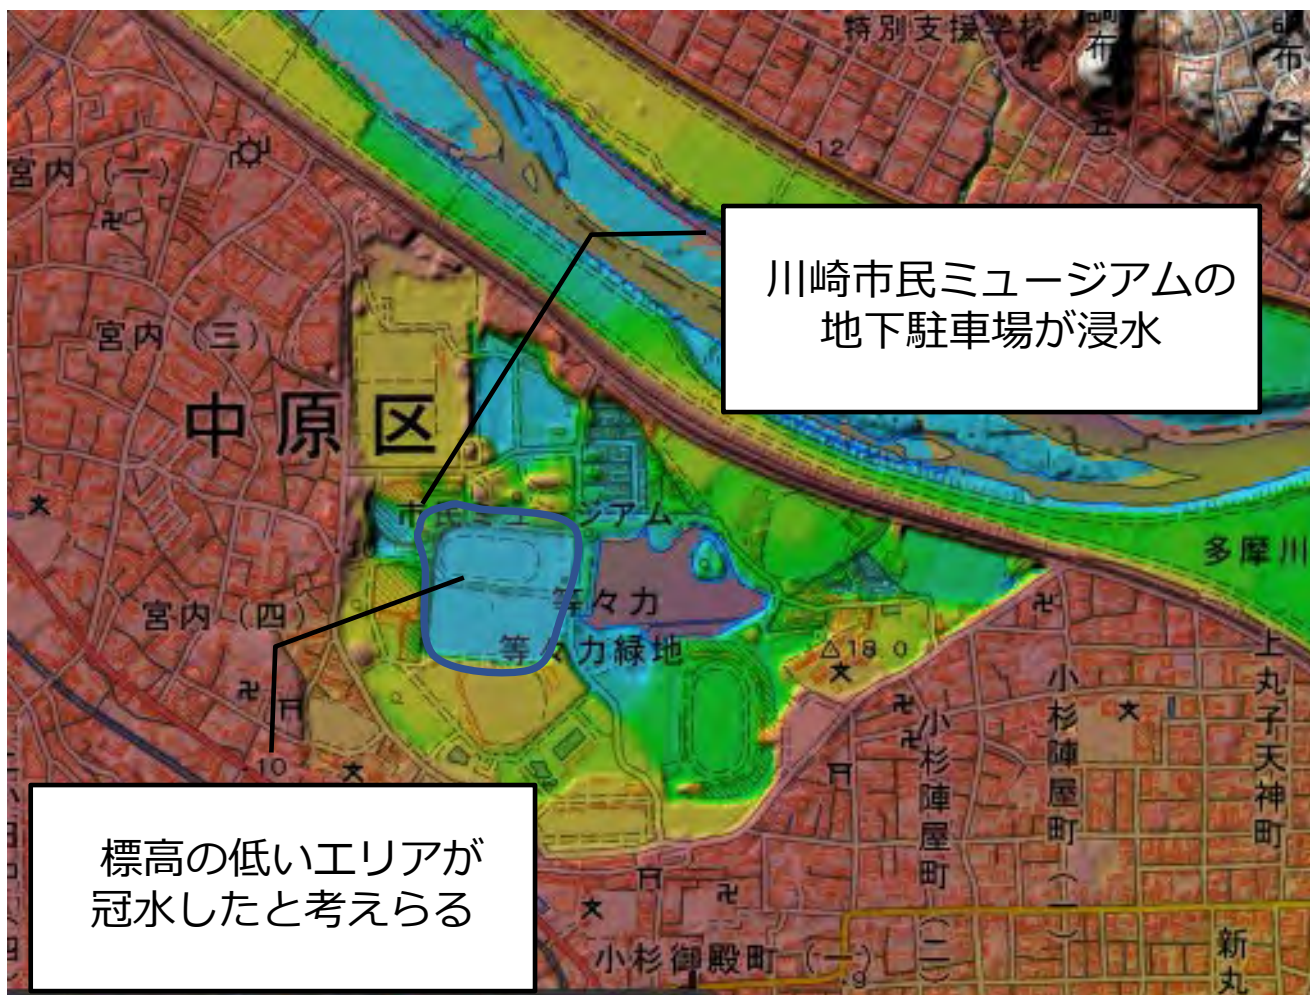 特別支援学校
調布
五
12
宮内(一)
川崎市民ミュージアムの
地下駐車場が浸水
宮内(三)
中原区
市民ミュージアム
多摩川
等々力
宮内(四)
等々力緑地
△18.0
10
標高の低いエリアが
冠水したと考えらる
上丸子天神町
小杉陣屋町(一)
小杉陣屋町(二)
小杉御殿町(一)
9
新丸